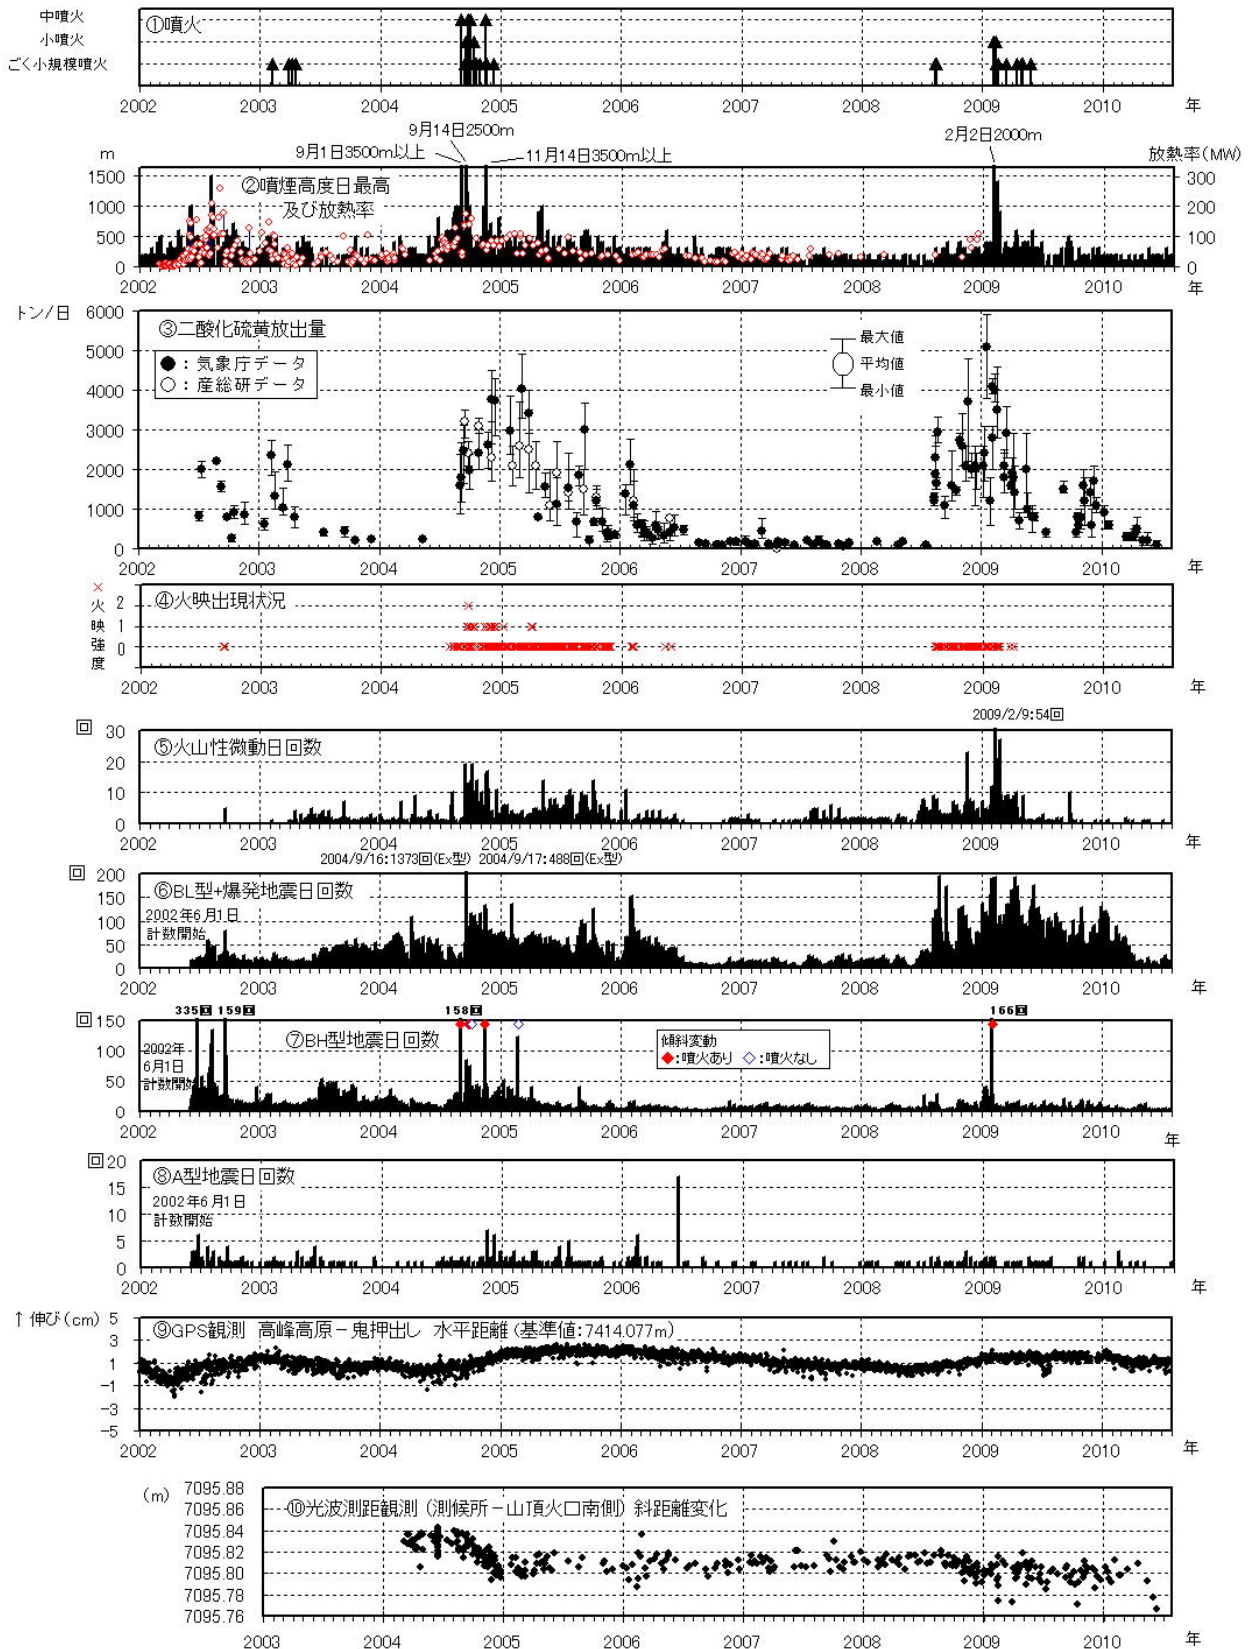 ①噴火
中噴火
小噴火
ごく小規模噴火
2002 2003 2004 2005 2006 2007 2008 2009 2010 年
9月14日2500m
9月1日3500m以上
11月14日3500m以上
2月2日2000m
m
放熱率(MW)
②噴煙高度日最高
及び放熱率
1500
1000
500
0
300
200
100
0
2002 2003 2004 2005 2006 2007 2008 2009 2010 年
トン/日
③二酸化硫黄放出量
●：気象庁データ
○：産総研データ
最大値
平均値
最小値
6000
5000
4000
3000
2000
1000
0
2002 2003 2004 2005 2006 2007 2008 2009 2010 年
×火映強度
④火映出現状況
2
1
0
2002 2003 2004 2005 2006 2007 2008 2009 2010 年
2009/2/9:54回
回
⑤火山性微動日回数
30
20
10
0
2002 2003 2004 2005 2006 2007 2008 2009 2010 年
2004/9/16:1373回(Ex型) 2004/9/17:488回(Ex型)
回
⑥BL型+爆発地震日回数
2002年6月1日
計数開始
200
150
100
50
0
2002 2003 2004 2005 2006 2007 2008 2009 2010 年
335回 159回 158回 166回
回
⑦BH型地震日回数
2002年
6月1日
計数開始
傾斜変動
◆:噴火あり ◇:噴火なし
150
100
50
0
2002 2003 2004 2005 2006 2007 2008 2009 2010 年
回
⑧A型地震日回数
2002年6月1日
計数開始
20
15
10
5
0
2002 2003 2004 2005 2006 2007 2008 2009 2010 年
↑伸び(cm)
⑨GPS観測 高峰高原－鬼押出し 水平距離(基準値:7414.077m)
5
3
1
-1
-3
-5
2002 2003 2004 2005 2006 2007 2008 2009 2010 年
(m)
⑩光波測距観測(測候所－山頂火口南側)斜距離変化
7095.88
7095.86
7095.84
7095.82
7095.80
7095.78
7095.76
2003 2004 2005 2006 2007 2008 2009 2010 年